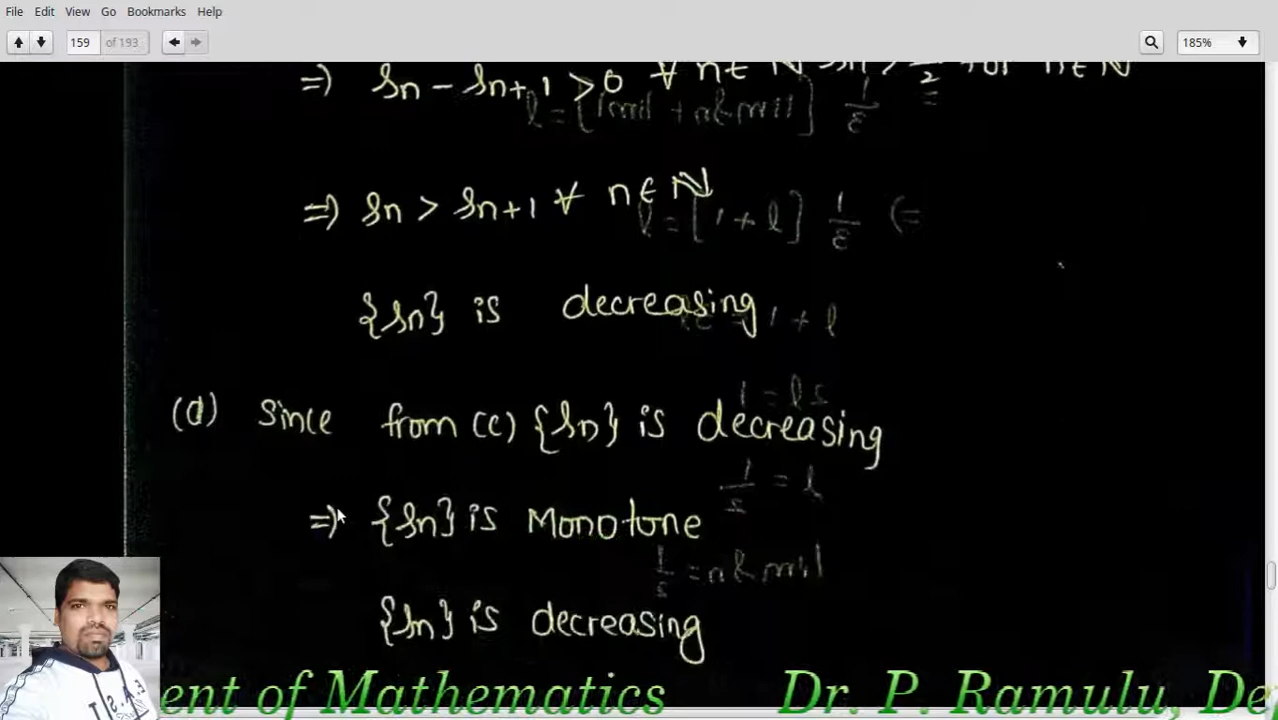 File Edit View Go Bookmarks Help
159 of 193
185%
=) Sn - Sn+1 > 0 ∀ n∈ N
=) Sn > Sn+1 ∀ n∈N
{Sn} is decreasing
(d) Since from (c) {Sn} is decreasing
=) {Sn} is Monotone
{Sn} is decreasing
ent of Mathematics Dr. P. Ramulu, De